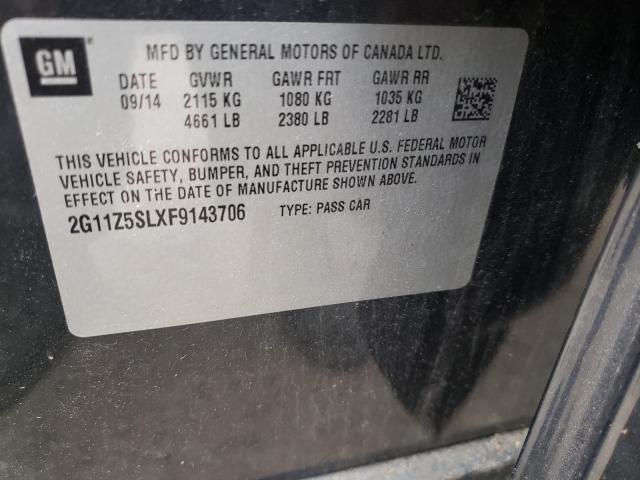 GM
MFD BY GENERAL MOTORS OF CANADA LTD.
DATE GVWR GAWR FRT GAWR RR
09/14 2115 KG 1080 KG 1035 KG
4661 LB 2380 LB 2281 LB
THIS VEHICLE CONFORMS TO ALL APPLICABLE U.S. FEDERAL MOTOR
VEHICLE SAFETY, BUMPER, AND THEFT PREVENTION STANDARDS IN
EFFECT ON THE DATE OF MANUFACTURE SHOWN ABOVE.
2G11Z5SLXF9143706 TYPE: PASS CAR